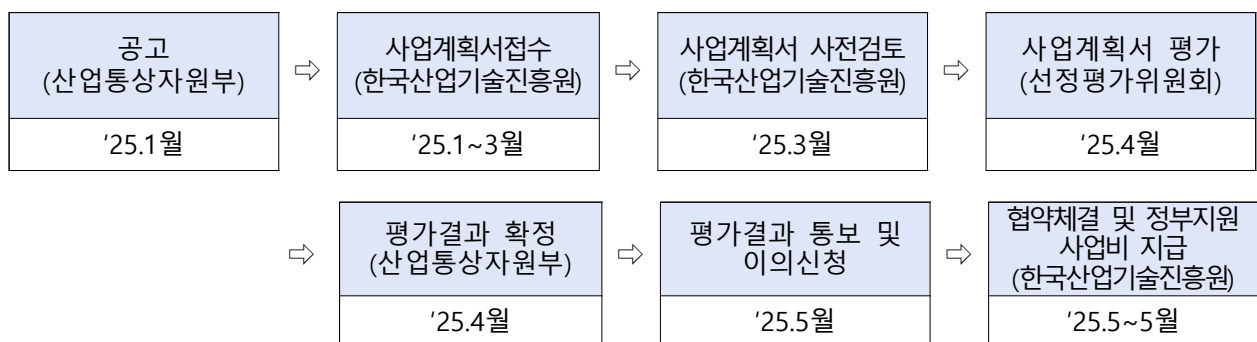 공고
(산업통상자원부)
⇨
사업계획서접수
(한국산업기술진흥원)
⇨
사업계획서 사전검토
(한국산업기술진흥원)
⇨
사업계획서 평가
(선정평가위원회)
'25.1월
'25.1~3월
'25.3월
'25.4월
⇨
평가결과 확정
(산업통상자원부)
⇨
평가결과 통보 및
이의신청
⇨
협약체결 및 정부지원
사업비 지급
(한국산업기술진흥원)
'25.4월
'25.5월
'25.5~5월